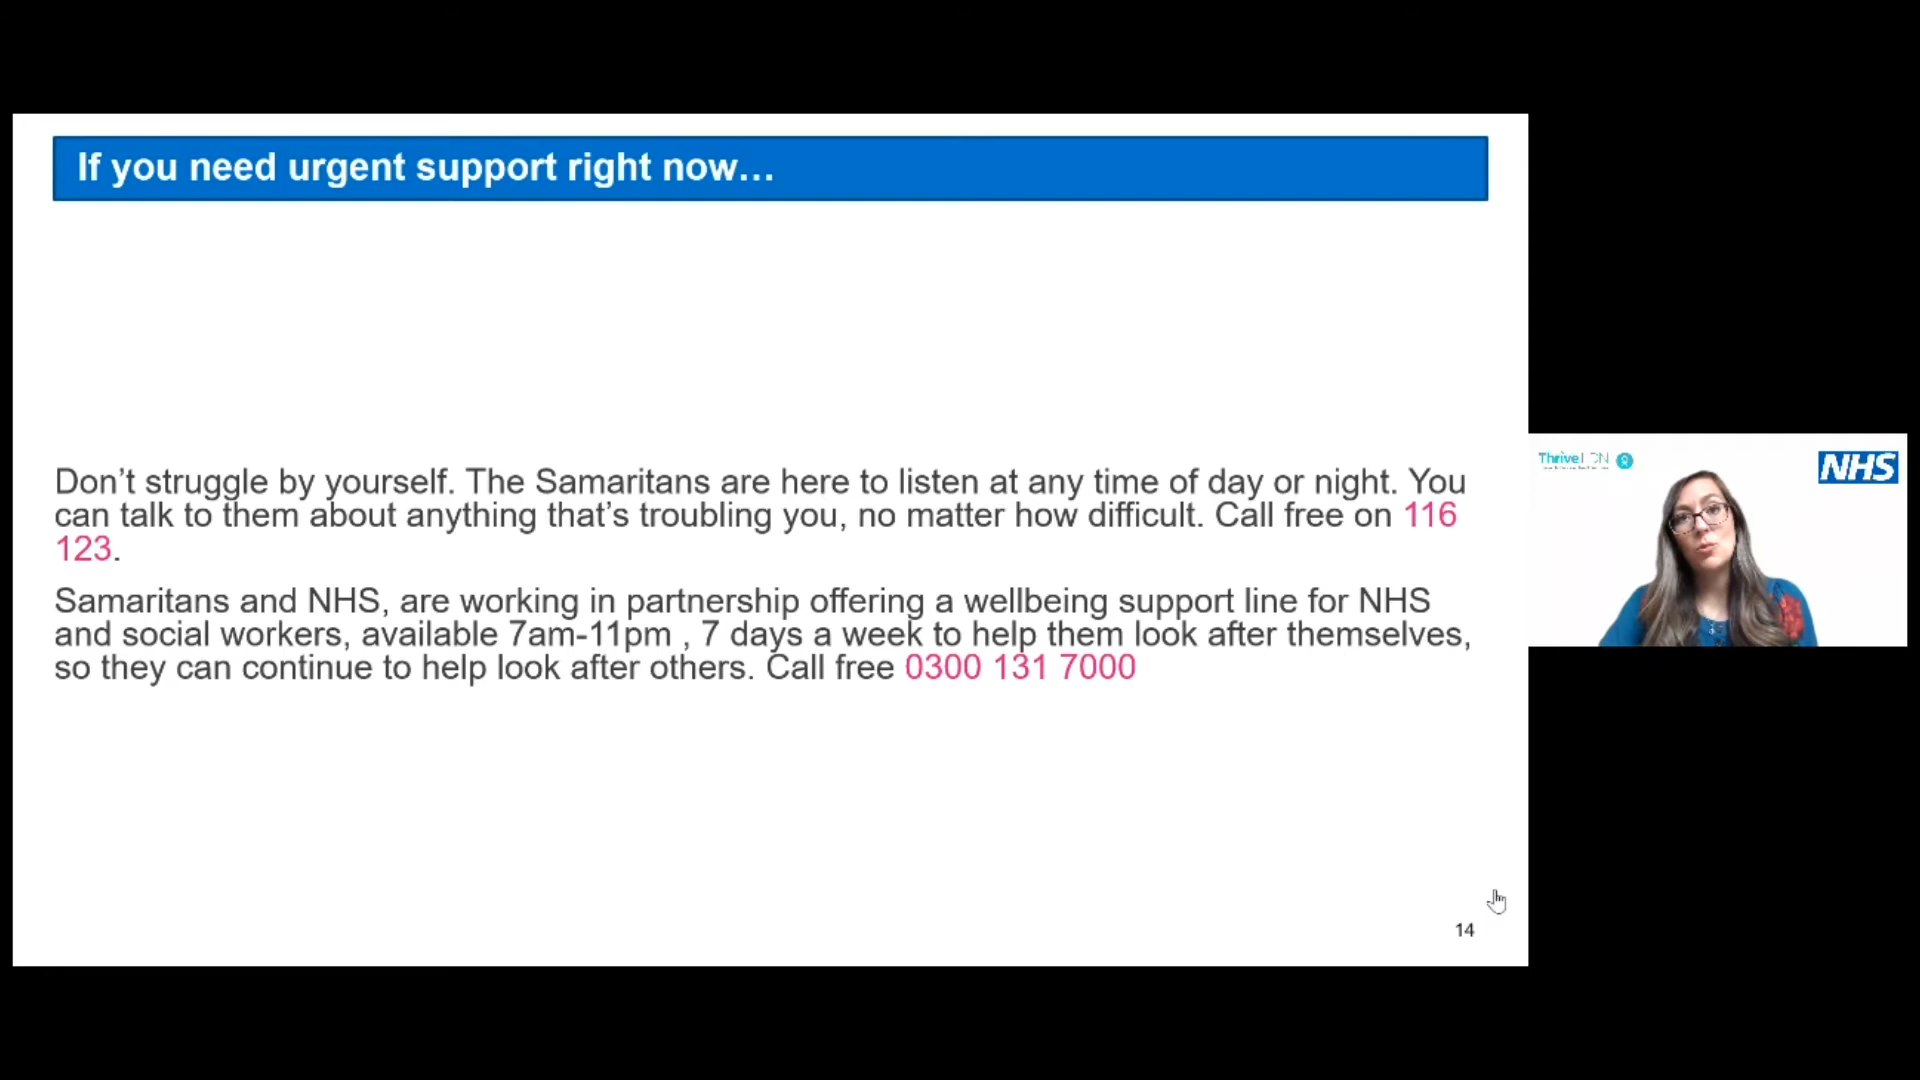 If you need urgent support right now…
Don’t struggle by yourself. The Samaritans are here to listen at any time of day or night. You
can talk to them about anything that’s troubling you, no matter how difficult. Call free on 116
123.
Samaritans and NHS, are working in partnership offering a wellbeing support line for NHS
and social workers, available 7am-11pm , 7 days a week to help them look after themselves,
so they can continue to help look after others. Call free 0300 131 7000
14
Thrive LDN
NHS